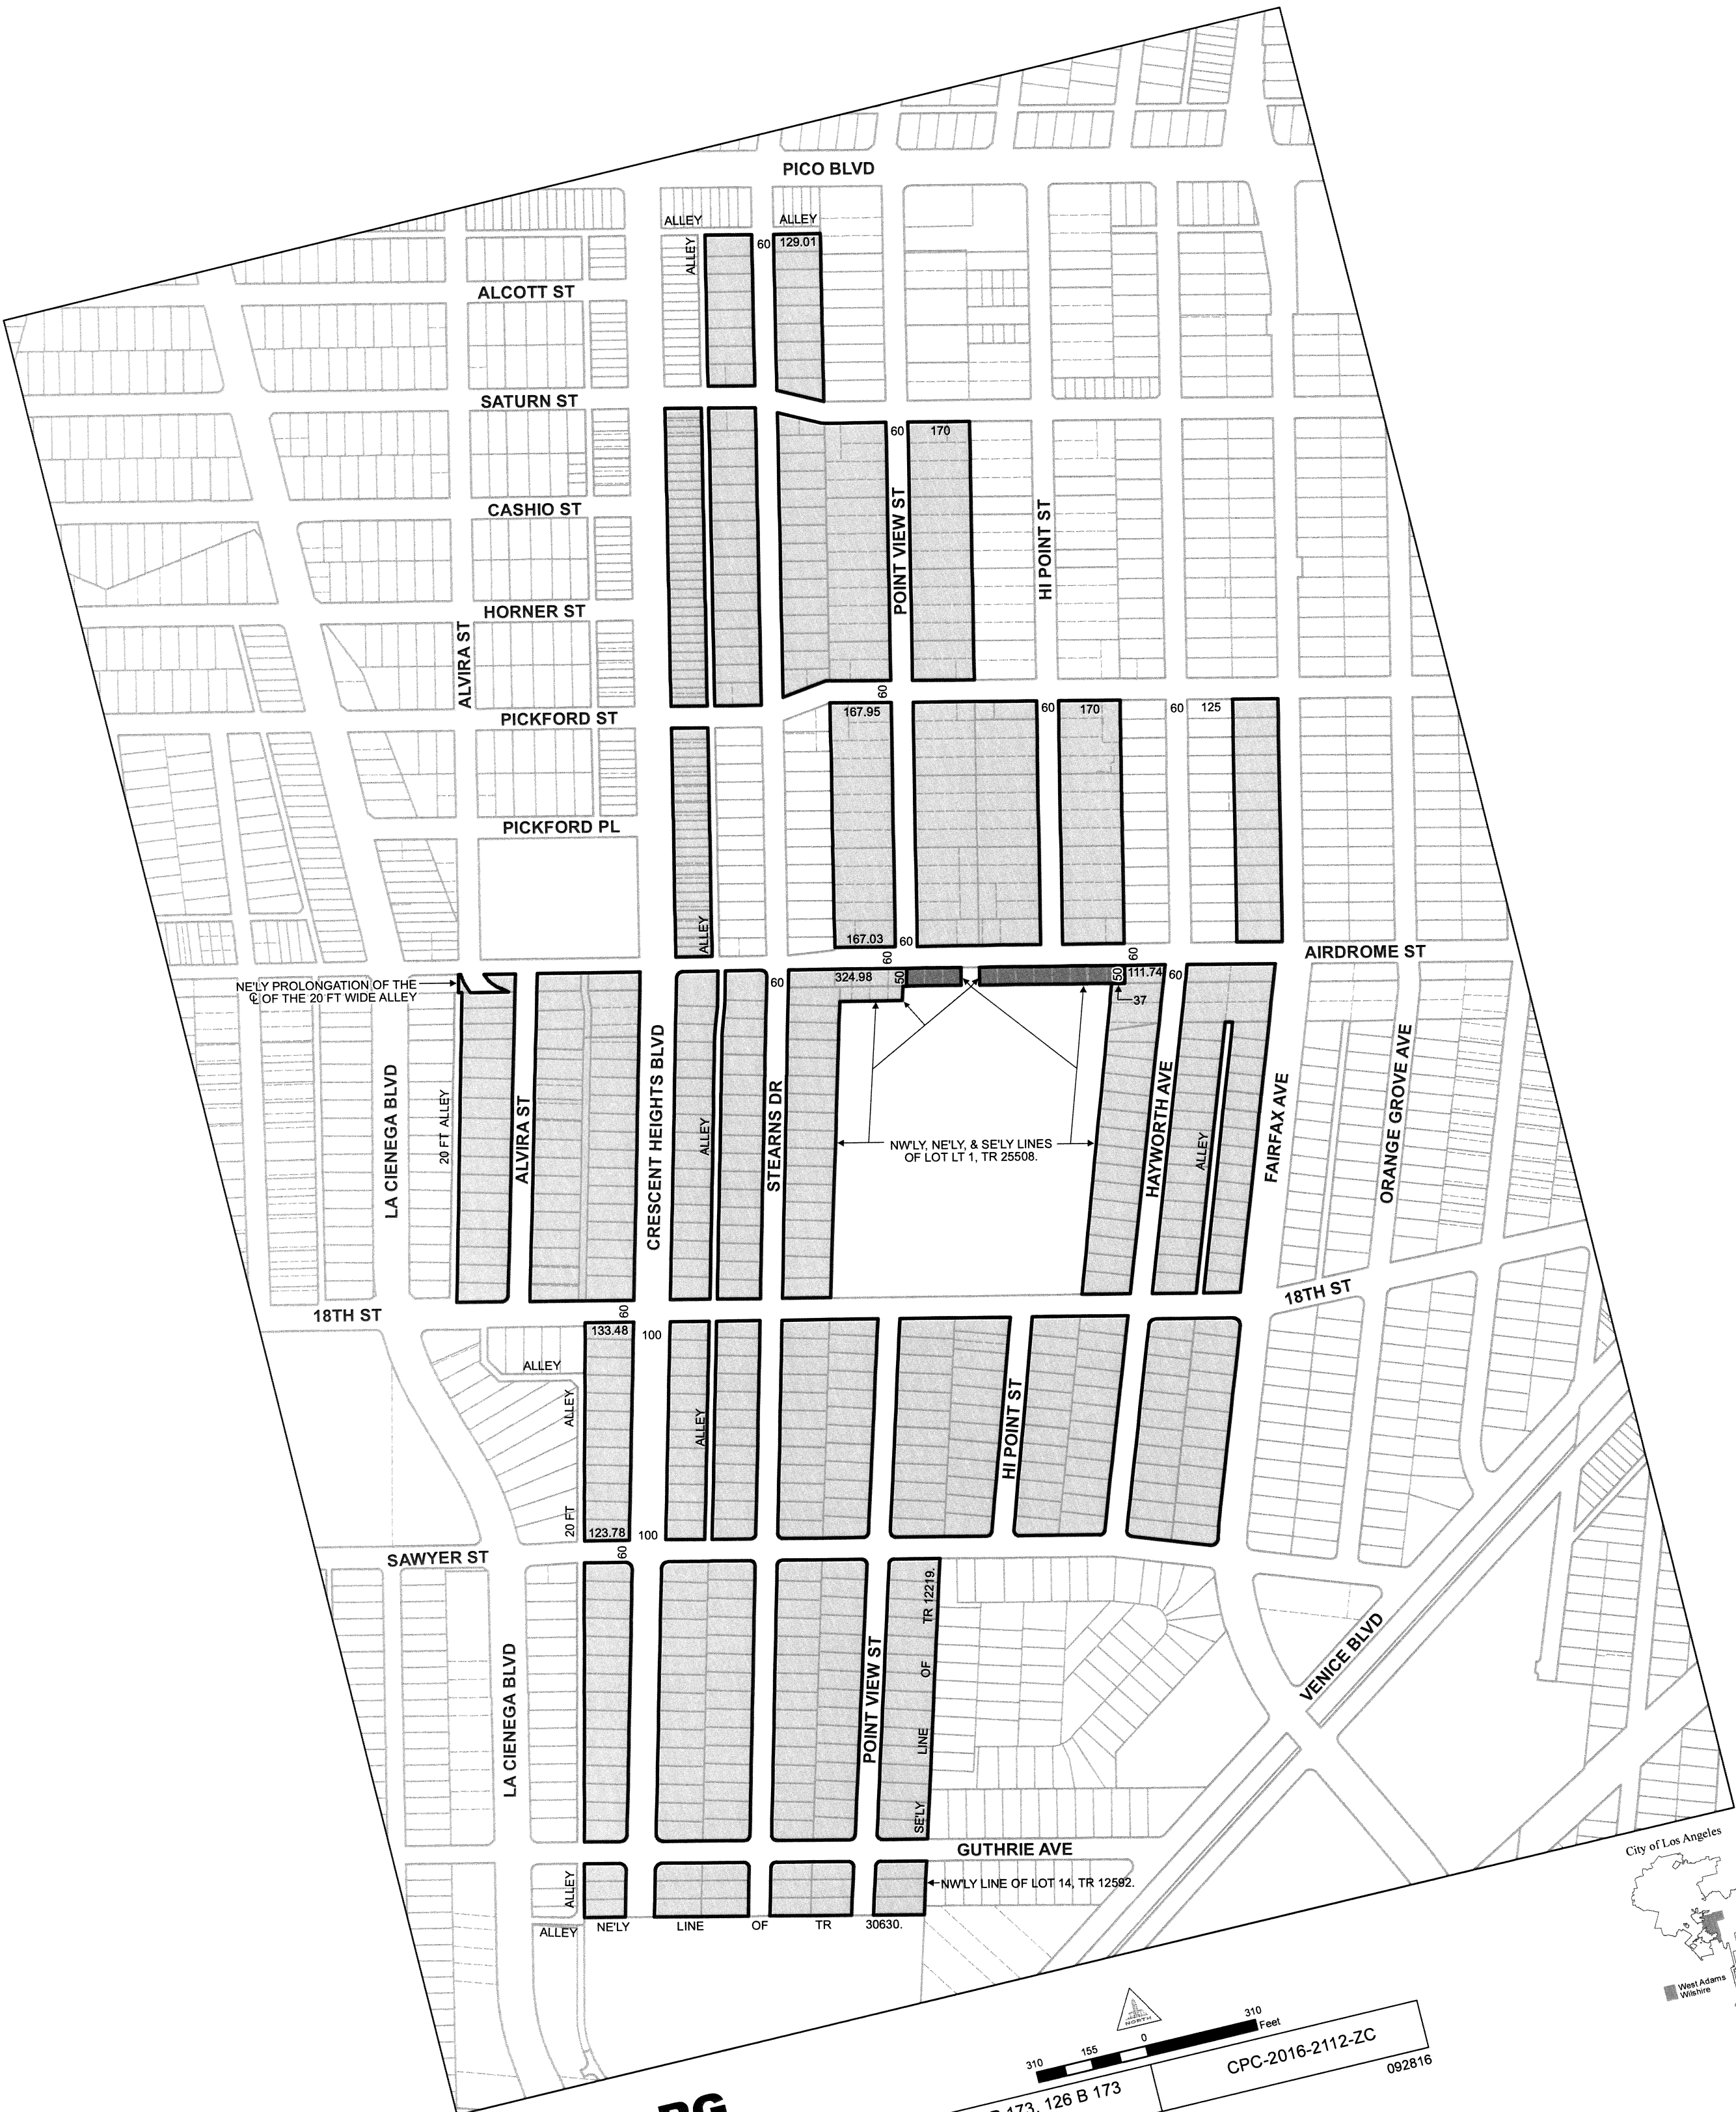 PICO BLVD
ALLEY
ALLEY
ALLEY
60
129.01
ALCOTT ST
SATURN ST
60
170
CASHIO ST
POINT VIEW ST
HI POINT ST
HORNER ST
ALVIRA ST
60
PICKFORD ST
167.95
60
170
60
125
PICKFORD PL
ALLEY
167.03
60
AIRDROME ST
60
60
NE'LY PROLONGATION OF THE
℄ OF THE 20 FT WIDE ALLEY
60
324.98
50
50
111.74
60
37
LA CIENEGA BLVD
20 FT ALLEY
ALVIRA ST
CRESCENT HEIGHTS BLVD
ALLEY
STEARNS DR
NW'LY, NE'LY, & SE'LY LINES
OF LOT LT 1, TR 25508.
HAYWORTH AVE
ALLEY
FAIRFAX AVE
ORANGE GROVE AVE
18TH ST
18TH ST
60
133.48
100
ALLEY
ALLEY
ALLEY
HI POINT ST
20 FT
123.78
100
SAWYER ST
60
LA CIENEGA BLVD
POINT VIEW ST
SE'LY LINE OF TR 12219.
VENICE BLVD
GUTHRIE AVE
ALLEY
NW'LY LINE OF LOT 14, TR 12592.
ALLEY
NE'LY LINE OF TR 30630.
City of Los Angeles
West Adams
Wilshire
NORTH
310 155 0 310
Feet
CPC-2016-2112-ZC
173, 126 B 173
092816